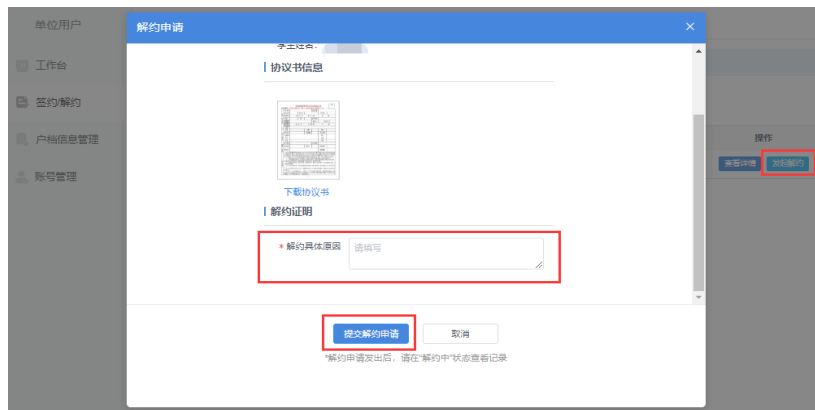 单位用户
解约申请
×
学生姓名：
协议书信息
工作台
签约/解约
户档信息管理
操作
查看详情
发起解约
账号管理
下载协议书
解约证明
* 解约具体原因
请填写
提交解约申请
取消
*解约申请发出后，请在"解约中"状态查看记录